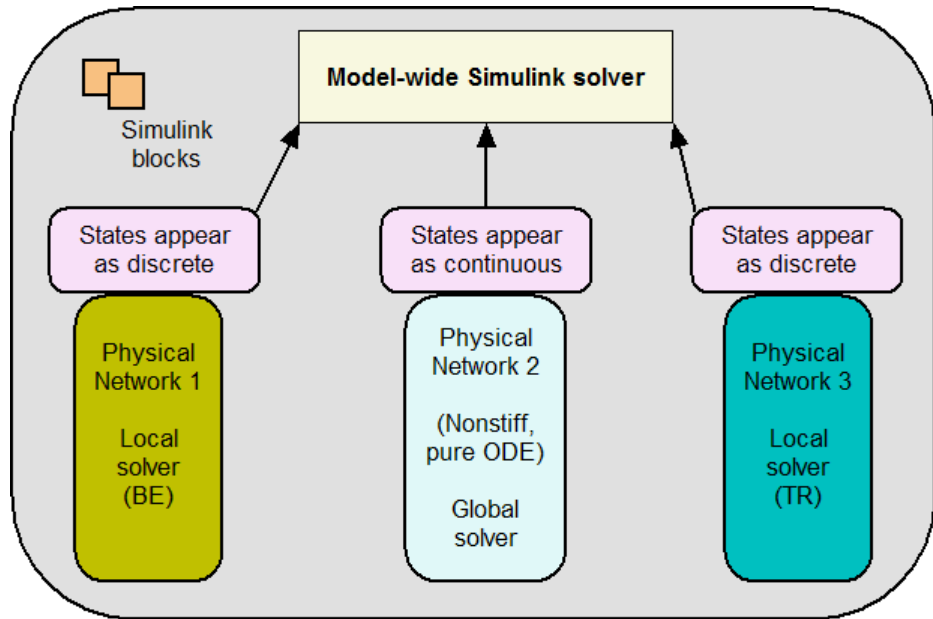 Model-wide Simulink solver
Simulink
blocks
States appear
as discrete
States appear
as continuous
States appear
as discrete
Physical
Network 1
Local
solver
(BE)
Physical
Network 2
(Nonstiff,
pure ODE)
Global
solver
Physical
Network 3
Local
solver
(TR)